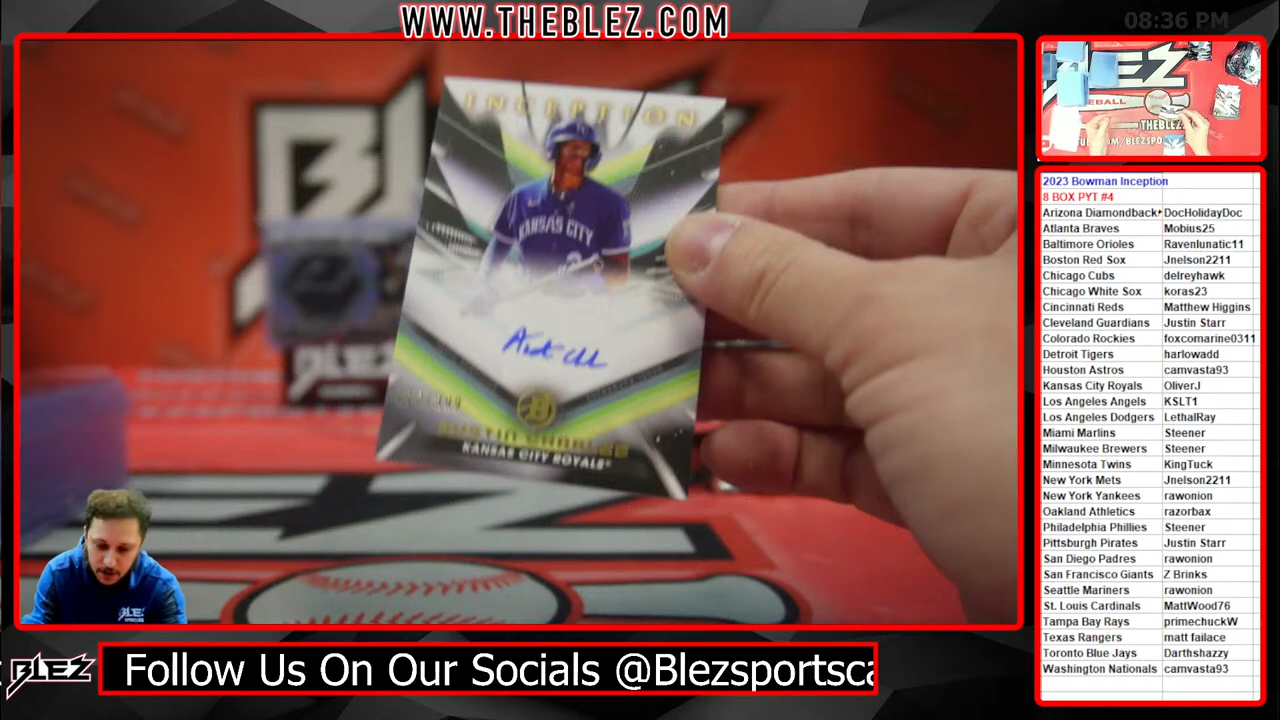 WWW.THEBLEZ.COM
08:36 PM
INCEPTION
KANSAS CITY
KANSAS CITY ROYALS
BLEZ
THEBLEZ
2023 Bowman Inception
8 BOX PYT #4
Arizona Diamondback DocHolidayDoc
Atlanta Braves Mobius25
Baltimore Orioles Ravenlunatic11
Boston Red Sox Jnelson2211
Chicago Cubs delreyhawk
Chicago White Sox koras23
Cincinnati Reds Matthew Higgins
Cleveland Guardians Justin Starr
Colorado Rockies foxcomarine0311
Detroit Tigers harlowadd
Houston Astros camvasta93
Kansas City Royals OliverJ
Los Angeles Angels KSLT1
Los Angeles Dodgers LethalRay
Miami Marlins Steener
Milwaukee Brewers Steener
Minnesota Twins KingTuck
New York Mets Jnelson2211
New York Yankees rawonion
Oakland Athletics razorbax
Philadelphia Phillies Steener
Pittsburgh Pirates Justin Starr
San Diego Padres rawonion
San Francisco Giants Z Brinks
Seattle Mariners rawonion
St. Louis Cardinals MattWood76
Tampa Bay Rays primechuckW
Texas Rangers matt failace
Toronto Blue Jays Darthshazzy
Washington Nationals camvasta93
BLEZ
Follow Us On Our Socials @Blezsportsca